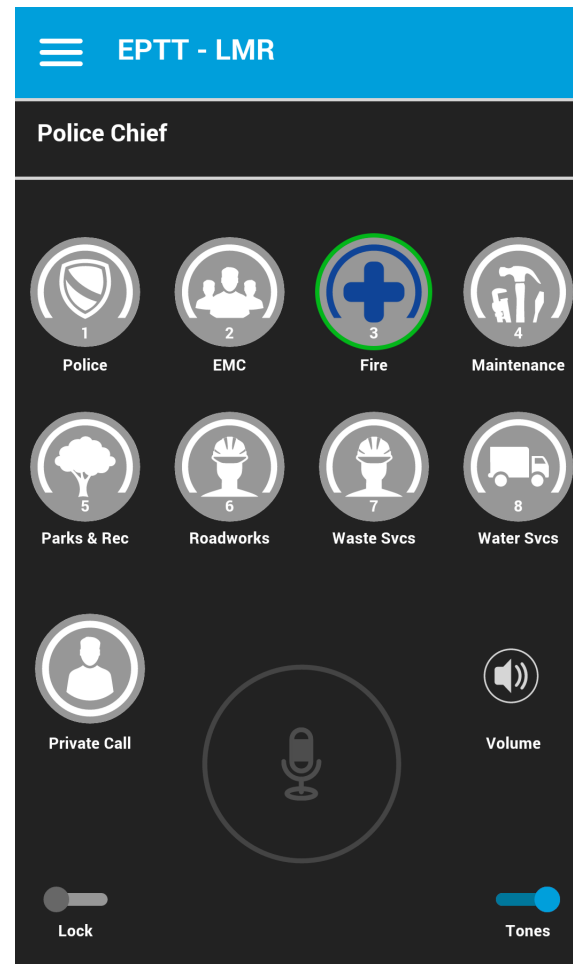 EPTT - LMR
Police Chief
1 2 3 4
Police EMC Fire Maintenance
5 6 7 8
Parks & Rec Roadworks Waste Svcs Water Svcs
Private Call Volume
Lock Tones